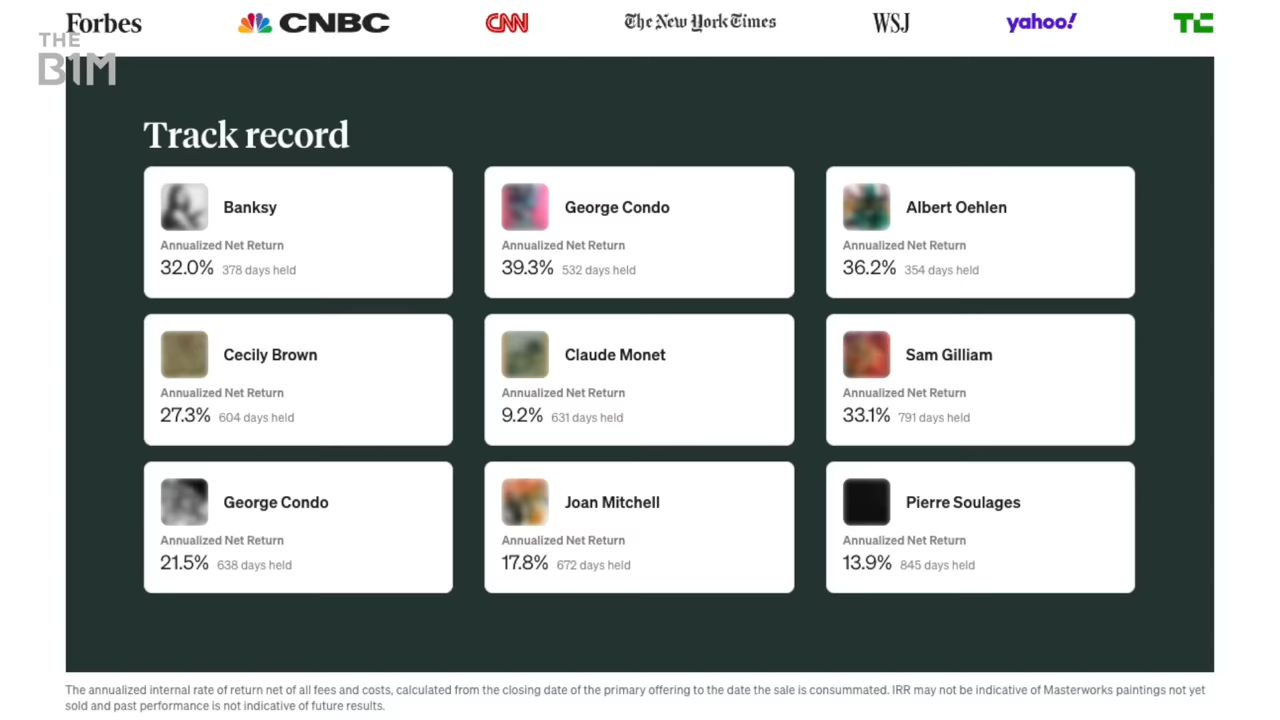 Forbes
CNBC
CNN
The New York Times
WSJ
yahoo!
TC
THE
B1M
Track record
Banksy
Annualized Net Return
32.0% 378 days held
George Condo
Annualized Net Return
39.3% 532 days held
Albert Oehlen
Annualized Net Return
36.2% 354 days held
Cecily Brown
Annualized Net Return
27.3% 604 days held
Claude Monet
Annualized Net Return
9.2% 631 days held
Sam Gilliam
Annualized Net Return
33.1% 791 days held
George Condo
Annualized Net Return
21.5% 638 days held
Joan Mitchell
Annualized Net Return
17.8% 672 days held
Pierre Soulages
Annualized Net Return
13.9% 845 days held
The annualized internal rate of return net of all fees and costs, calculated from the closing date of the primary offering to the date the sale is consummated. IRR may not be indicative of Masterworks paintings not yet
sold and past performance is not indicative of future results.